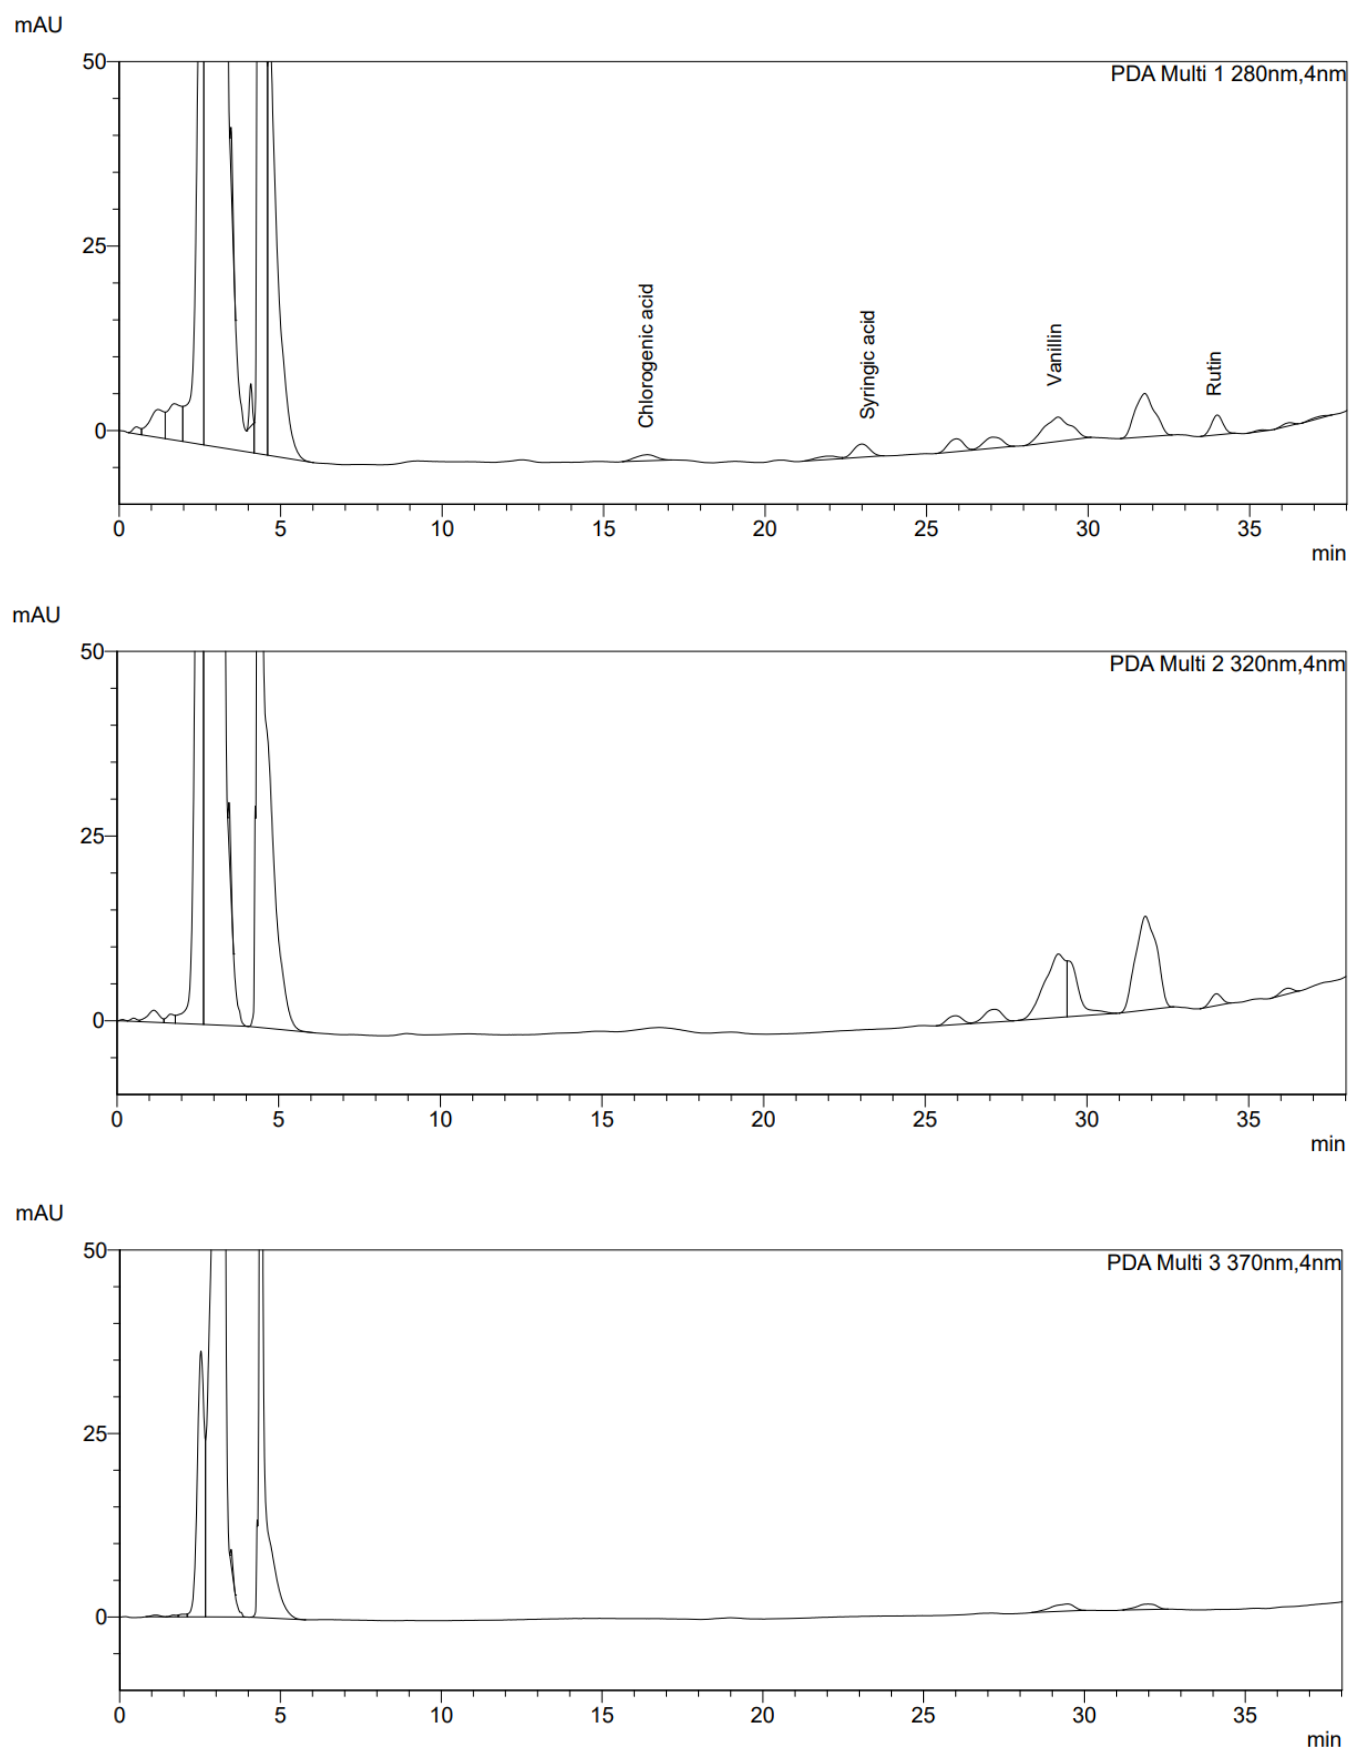 mAU
50
PDA Multi 1 280nm,4nm
25
Chlorogenic acid
Syringic acid
Vanillin
Rutin
0
0 5 10 15 20 25 30 35
min
mAU
50
PDA Multi 2 320nm,4nm
25
0
0 5 10 15 20 25 30 35
min
mAU
50
PDA Multi 3 370nm,4nm
25
0
0 5 10 15 20 25 30 35
min